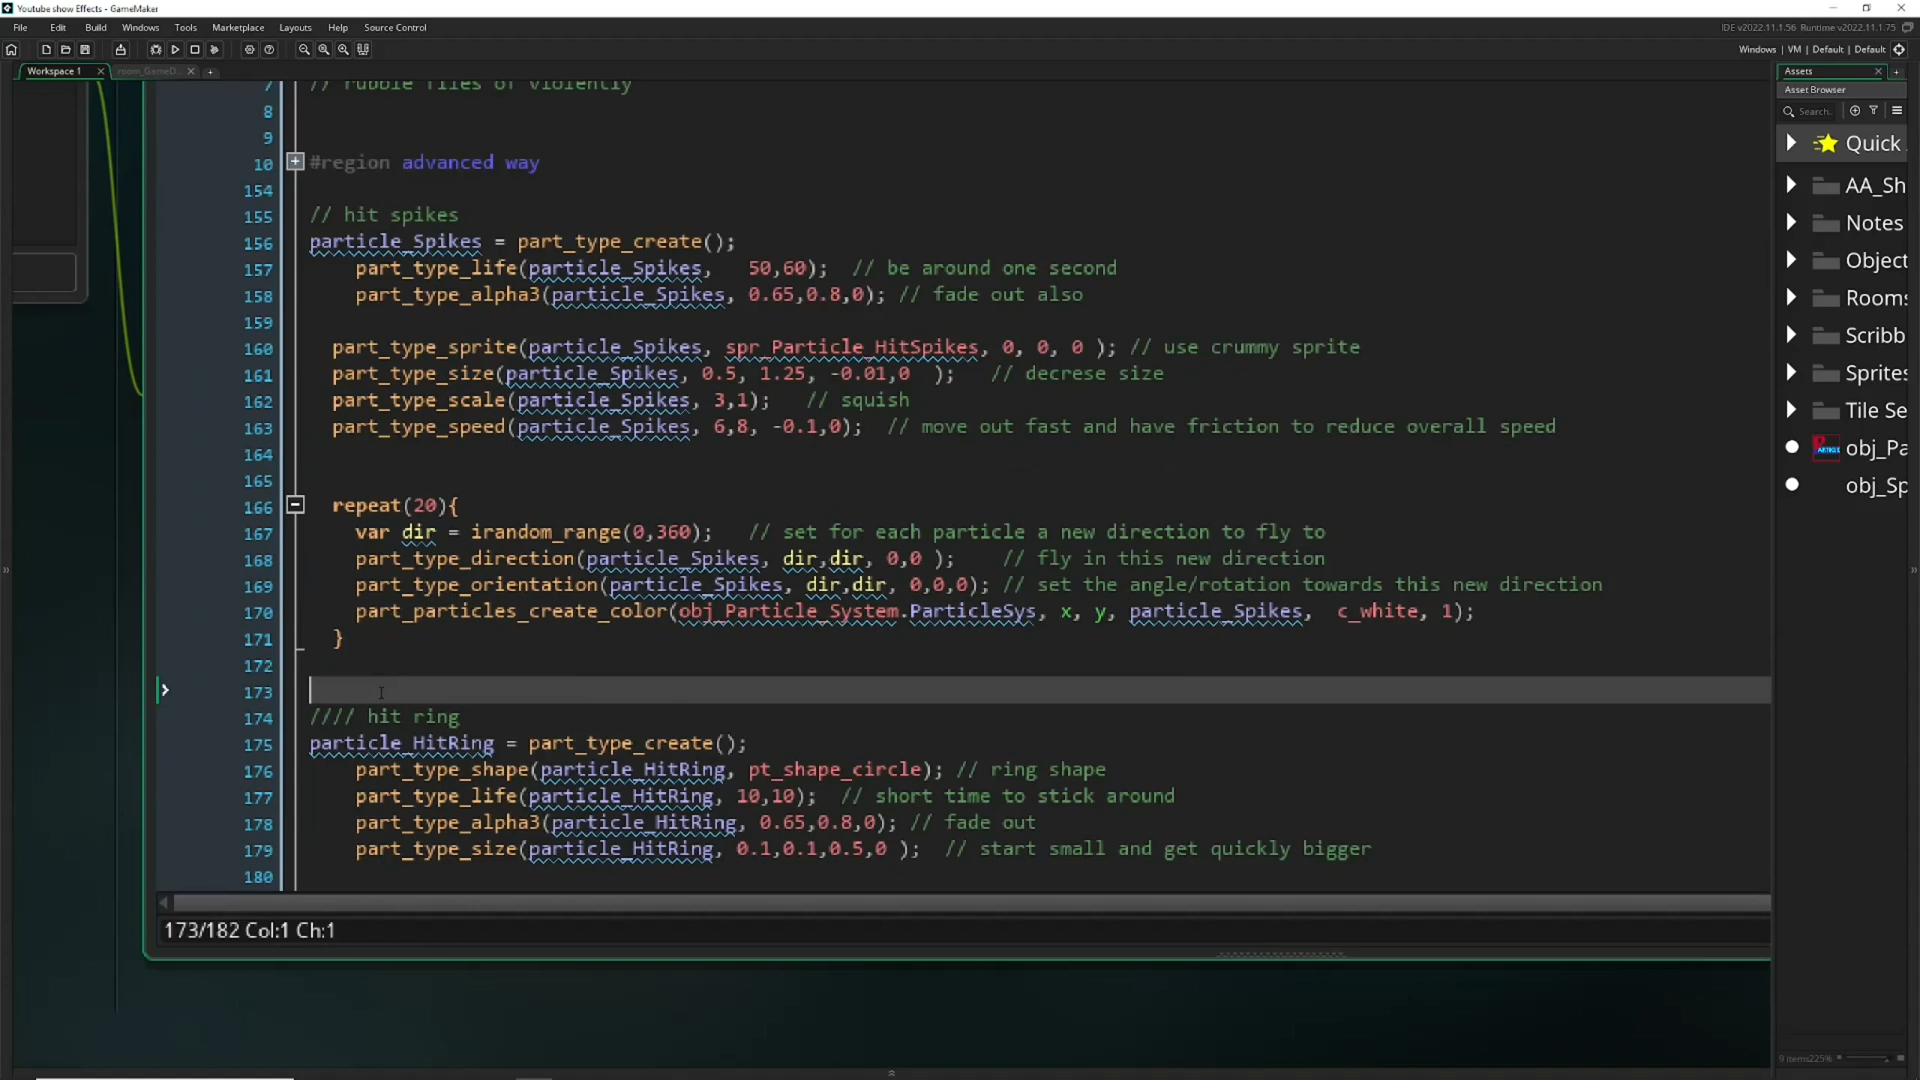 Youtube show Effects - GameMaker
File Edit Build Windows Tools Marketplace Layouts Help Source Control
IDE v2022.11.1.56 Runtime v2022.11.1.75
Windows | VM | Default | Default
Workspace 1
room_GameD...
Assets
Asset Browser
Search..
Quick
AA_Sh
Notes
Object
Rooms
Scribb
Sprites
Tile Se
obj_Pa
obj_Sp
7 // rubble flies of violently
8
9
10 #region advanced way
154
155 // hit spikes
156 particle_Spikes = part_type_create();
157 part_type_life(particle_Spikes, 50,60); // be around one second
158 part_type_alpha3(particle_Spikes, 0.65,0.8,0); // fade out also
159
160 part_type_sprite(particle_Spikes, spr_Particle_HitSpikes, 0, 0, 0 ); // use crummy sprite
161 part_type_size(particle_Spikes, 0.5, 1.25, -0.01,0 ); // decrese size
162 part_type_scale(particle_Spikes, 3,1); // squish
163 part_type_speed(particle_Spikes, 6,8, -0.1,0); // move out fast and have friction to reduce overall speed
164
165
166 repeat(20){
167 var dir = irandom_range(0,360); // set for each particle a new direction to fly to
168 part_type_direction(particle_Spikes, dir,dir, 0,0 ); // fly in this new direction
169 part_type_orientation(particle_Spikes, dir,dir, 0,0,0); // set the angle/rotation towards this new direction
170 part_particles_create_color(obj_Particle_System.ParticleSys, x, y, particle_Spikes, c_white, 1);
171 }
172
173
174 //// hit ring
175 particle_HitRing = part_type_create();
176 part_type_shape(particle_HitRing, pt_shape_circle); // ring shape
177 part_type_life(particle_HitRing, 10,10); // short time to stick around
178 part_type_alpha3(particle_HitRing, 0.65,0.8,0); // fade out
179 part_type_size(particle_HitRing, 0.1,0.1,0.5,0 ); // start small and get quickly bigger
180
173/182 Col:1 Ch:1
9 items 225%